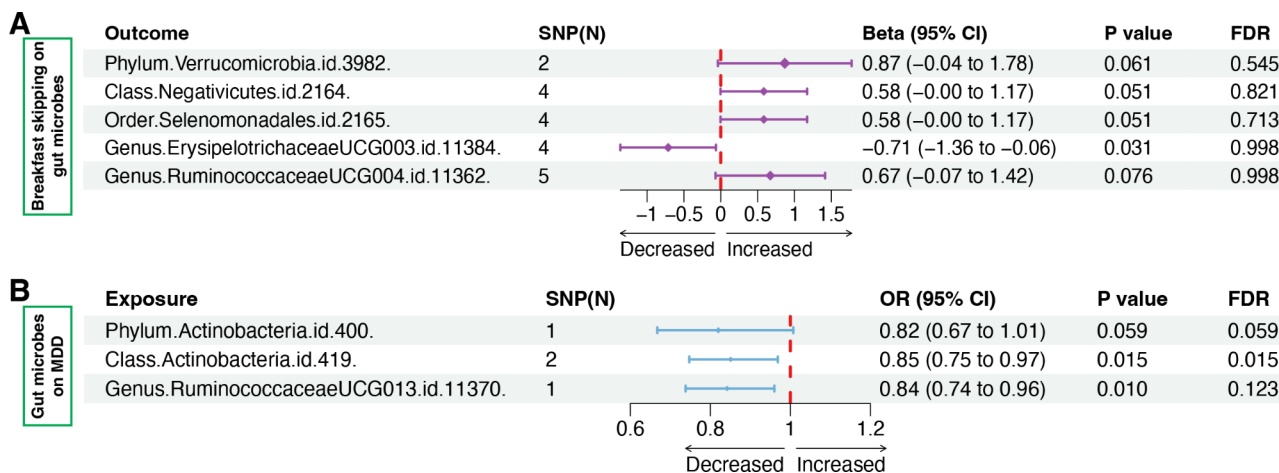 A
Breakfast skipping on
gut microbes
Outcome SNP(N) Beta (95% CI) P value FDR
Phylum.Verrucomicrobia.id.3982. 2 0.87 (−0.04 to 1.78) 0.061 0.545
Class.Negativicutes.id.2164. 4 0.58 (−0.00 to 1.17) 0.051 0.821
Order.Selenomonadales.id.2165. 4 0.58 (−0.00 to 1.17) 0.051 0.713
Genus.ErysipelotrichaceaeUCG003.id.11384. 4 −0.71 (−1.36 to −0.06) 0.031 0.998
Genus.RuminococcaceaeUCG004.id.11362. 5 0.67 (−0.07 to 1.42) 0.076 0.998
−1 −0.5 0 0.5 1 1.5
Decreased Increased
B
Gut microbes
on MDD
Exposure SNP(N) OR (95% CI) P value FDR
Phylum.Actinobacteria.id.400. 1 0.82 (0.67 to 1.01) 0.059 0.059
Class.Actinobacteria.id.419. 2 0.85 (0.75 to 0.97) 0.015 0.015
Genus.RuminococcaceaeUCG013.id.11370. 1 0.84 (0.74 to 0.96) 0.010 0.123
0.6 0.8 1 1.2
Decreased Increased